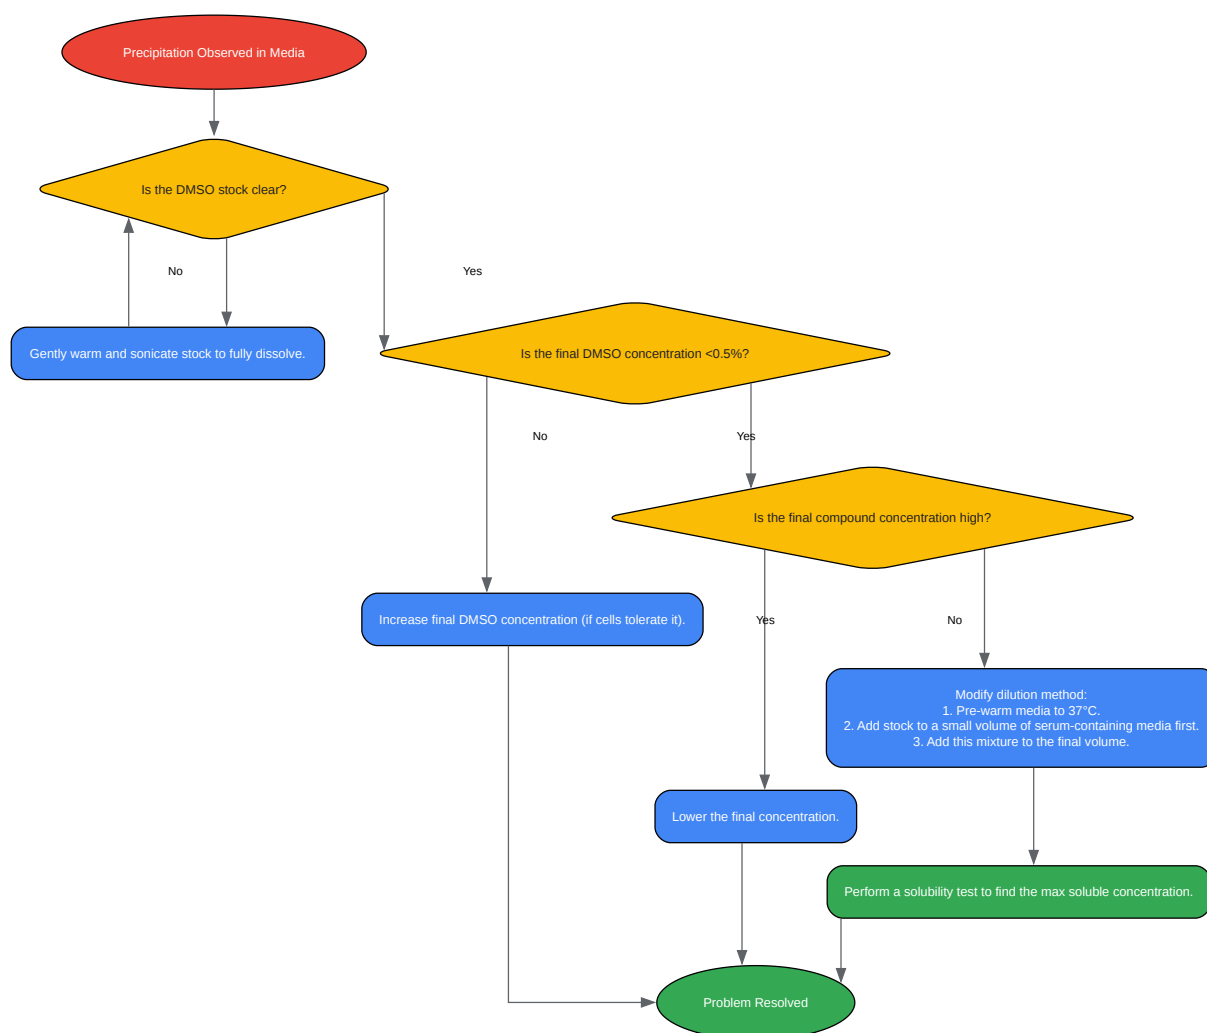 Precipitation Observed in Media
Is the DMSO stock clear?
No
Yes
Gently warm and sonicate stock to fully dissolve.
Is the final DMSO concentration <0.5%?
No
Yes
Is the final compound concentration high?
Increase final DMSO concentration (if cells tolerate it).
Yes
No
Modify dilution method:
1. Pre-warm media to 37°C.
2. Add stock to a small volume of serum-containing media first.
3. Add this mixture to the final volume.
Lower the final concentration.
Perform a solubility test to find the max soluble concentration.
Problem Resolved